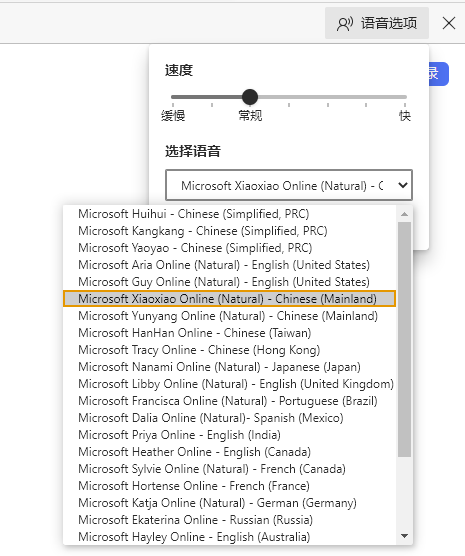 语音选项
录
速度
缓慢 常规 快
选择语音
Microsoft Xiaoxiao Online (Natural) - C
Microsoft Huihui - Chinese (Simplified, PRC)
Microsoft Kangkang - Chinese (Simplified, PRC)
Microsoft Yaoyao - Chinese (Simplified, PRC)
Microsoft Aria Online (Natural) - English (United States)
Microsoft Guy Online (Natural) - English (United States)
Microsoft Xiaoxiao Online (Natural) - Chinese (Mainland)
Microsoft Yunyang Online (Natural) - Chinese (Mainland)
Microsoft HanHan Online - Chinese (Taiwan)
Microsoft Tracy Online - Chinese (Hong Kong)
Microsoft Nanami Online (Natural) - Japanese (Japan)
Microsoft Libby Online (Natural) - English (United Kingdom)
Microsoft Francisca Online (Natural) - Portuguese (Brazil)
Microsoft Dalia Online (Natural)- Spanish (Mexico)
Microsoft Priya Online - English (India)
Microsoft Heather Online - English (Canada)
Microsoft Sylvie Online (Natural) - French (Canada)
Microsoft Hortense Online - French (France)
Microsoft Katja Online (Natural) - German (Germany)
Microsoft Ekaterina Online - Russian (Russia)
Microsoft Hayley Online - English (Australia)